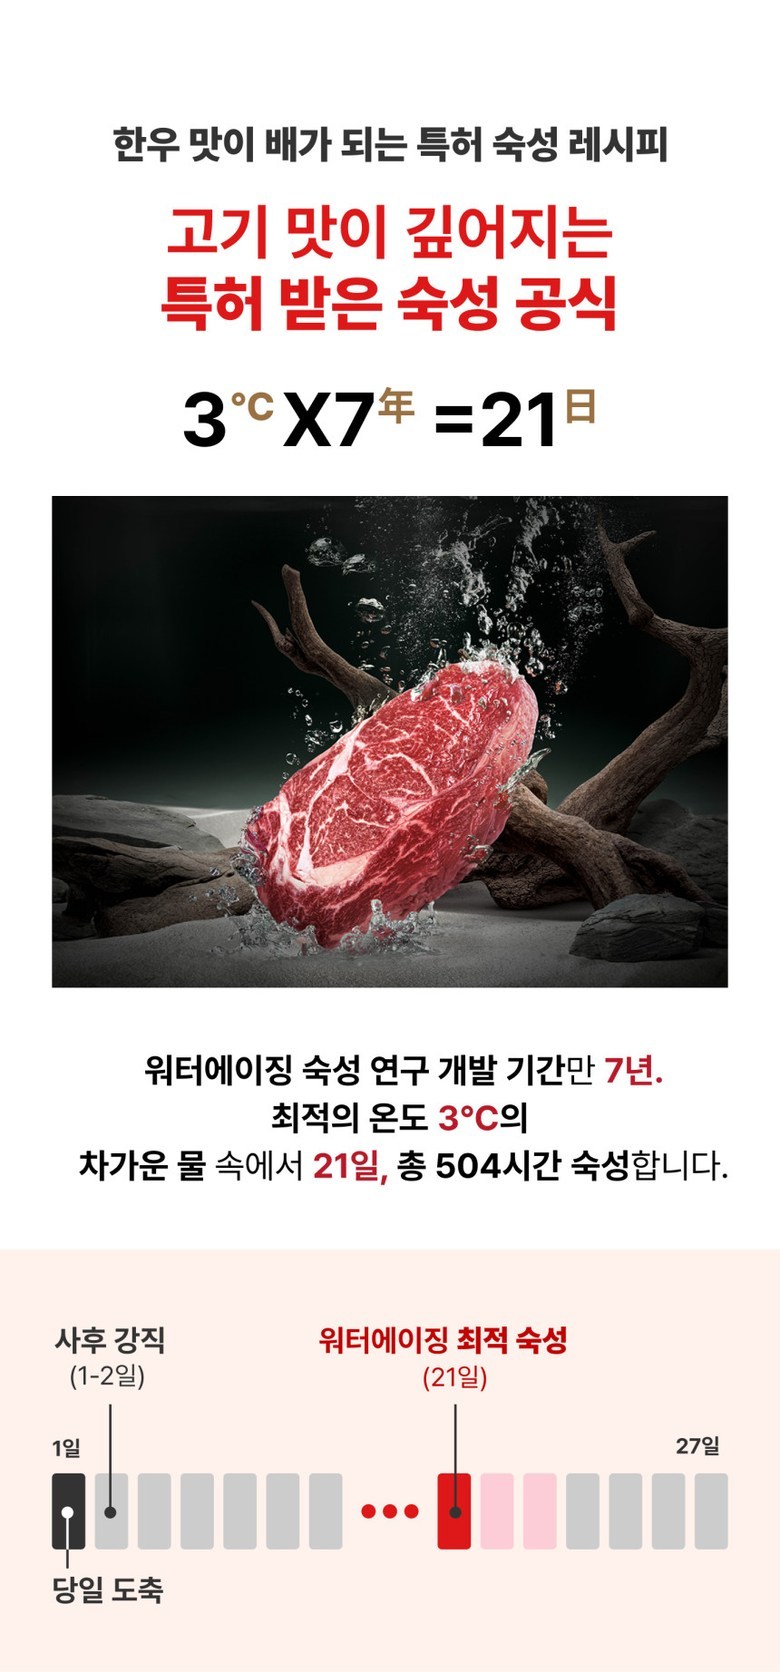 한우 맛이 배가 되는 특허 숙성 레시피
고기 맛이 깊어지는
특허 받은 숙성 공식
3℃X7年 =21日
워터에이징 숙성 연구 개발 기간만 7년.
최적의 온도 3℃의
차가운 물 속에서 21일, 총 504시간 숙성합니다.
사후 강직
(1-2일)
워터에이징 최적 숙성
(21일)
1일
27일
당일 도축